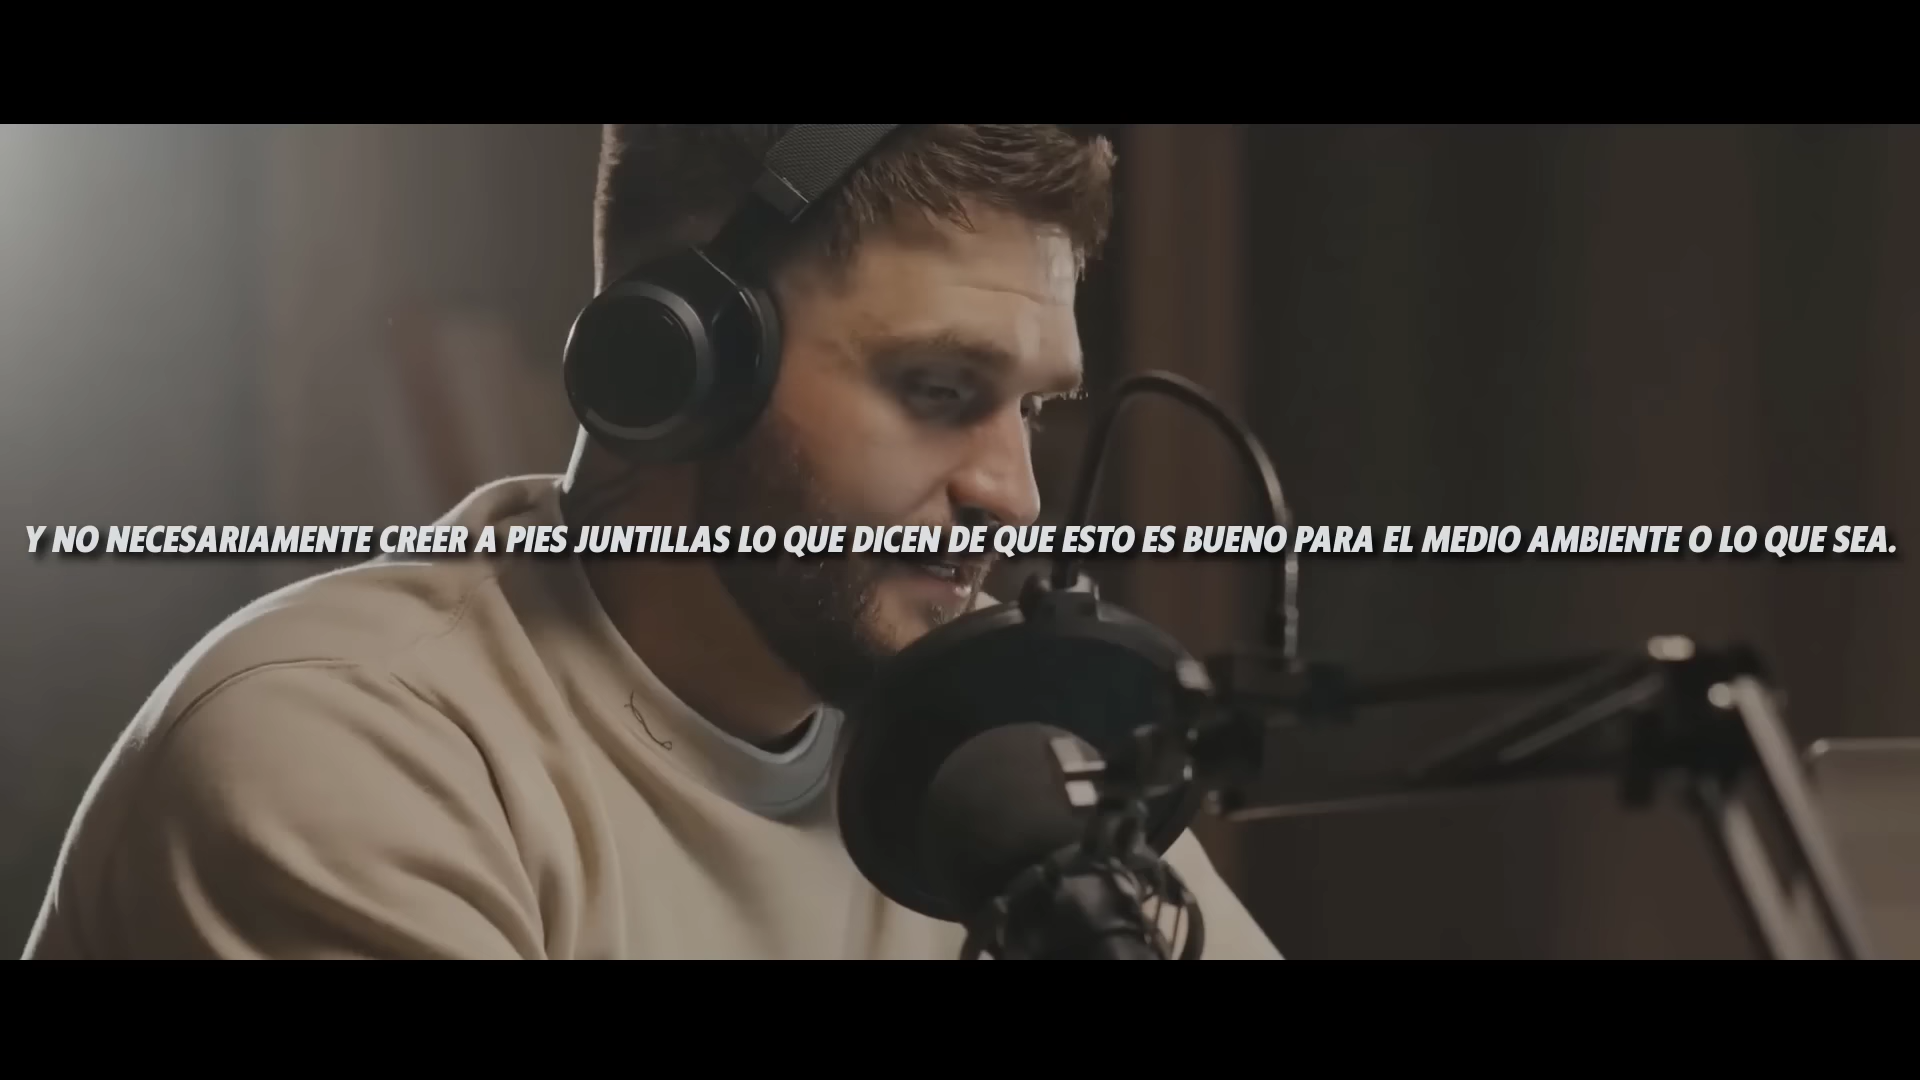 Y NO NECESARIAMENTE CREER A PIES JUNTILLAS LO QUE DICEN DE QUE ESTO ES BUENO PARA EL MEDIO AMBIENTE O LO QUE SEA.